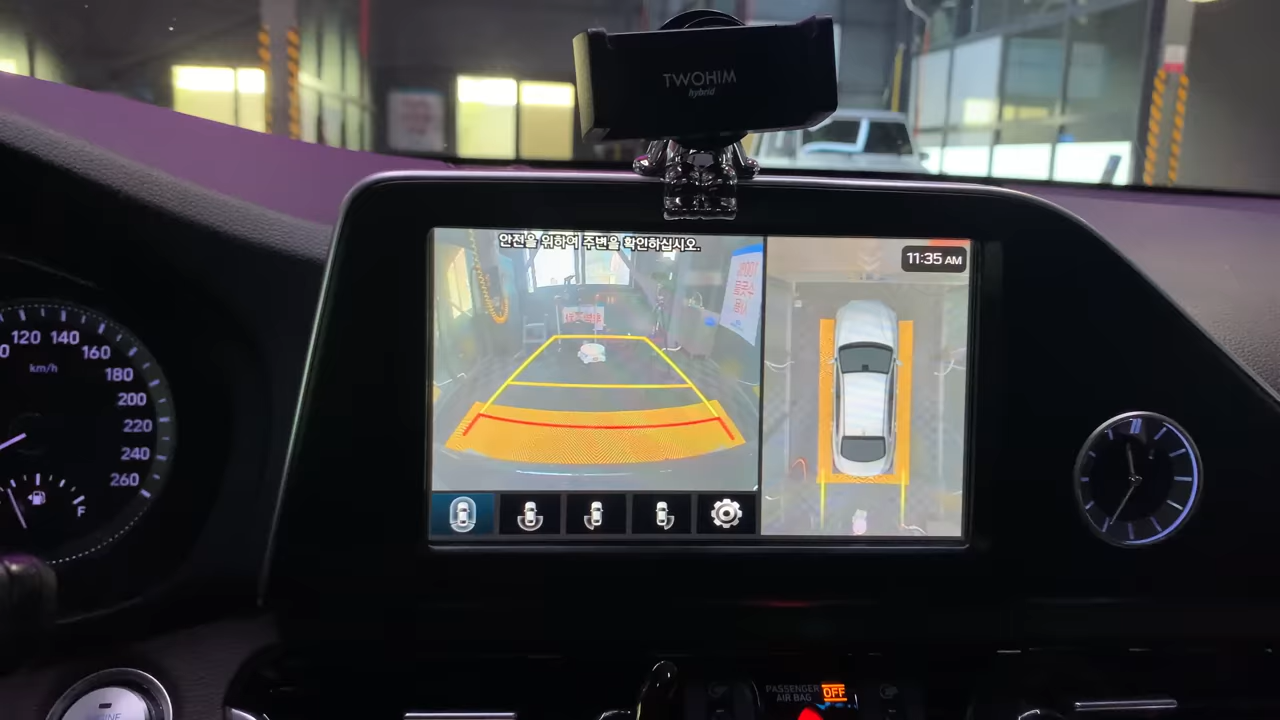 TWOHIM
hybrid
안전을 위하여 주변을 확인하십시오.
11:35 AM
120 140
160
km/h
180
200
220
240
260
F
PASSENGER
AIR BAG
OFF